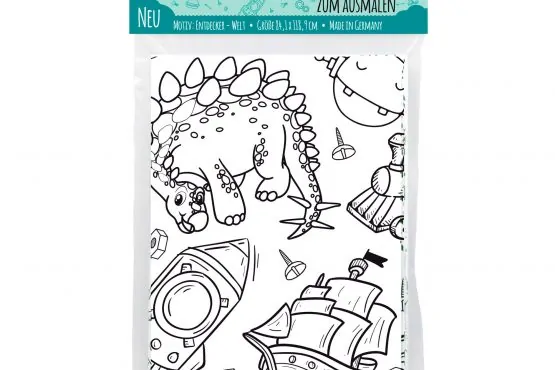 ZUM AUSMALEN
NEU
MOTIV: ENTDECKER – WELT • GRÖSSE 84,1 X 118,9 CM • MADE IN GERMANY